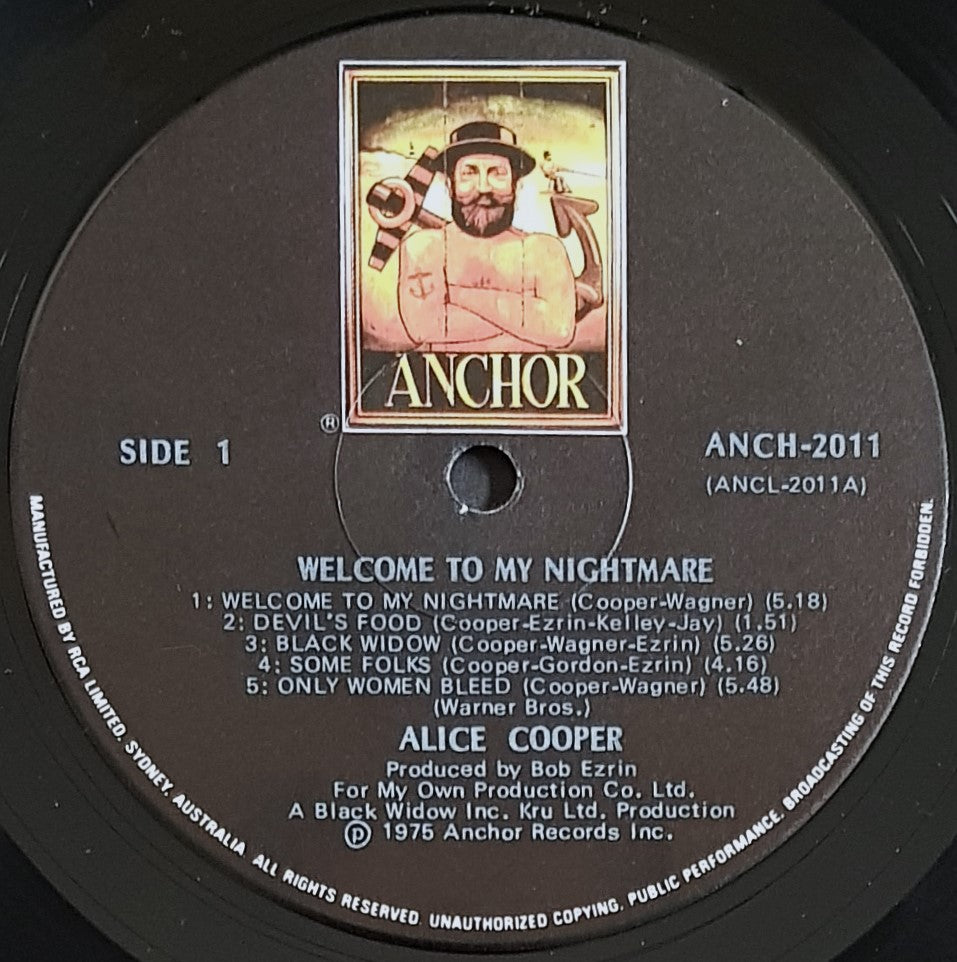 ANCHOR
®
SIDE 1
ANCH-2011
(ANCL-2011A)
WELCOME TO MY NIGHTMARE
1: WELCOME TO MY NIGHTMARE (Cooper-Wagner) (5.18)
2: DEVIL'S FOOD (Cooper-Ezrin-Kelley-Jay) (1.51)
3: BLACK WIDOW (Cooper-Wagner-Ezrin) (5.26)
4: SOME FOLKS (Cooper-Gordon-Ezrin) (4.16)
5: ONLY WOMEN BLEED (Cooper-Wagner) (5.48)
(Warner Bros.)
ALICE COOPER
Produced by Bob Ezrin
For My Own Production Co. Ltd.
A Black Widow Inc. Kru Ltd. Production
℗ 1975 Anchor Records Inc.
MANUFACTURED BY RCA LIMITED. SYDNEY, AUSTRALIA ALL RIGHTS RESERVED. UNAUTHORIZED COPYING, PUBLIC PERFORMANCE, BROADCASTING OF THIS RECORD FORBIDDEN.